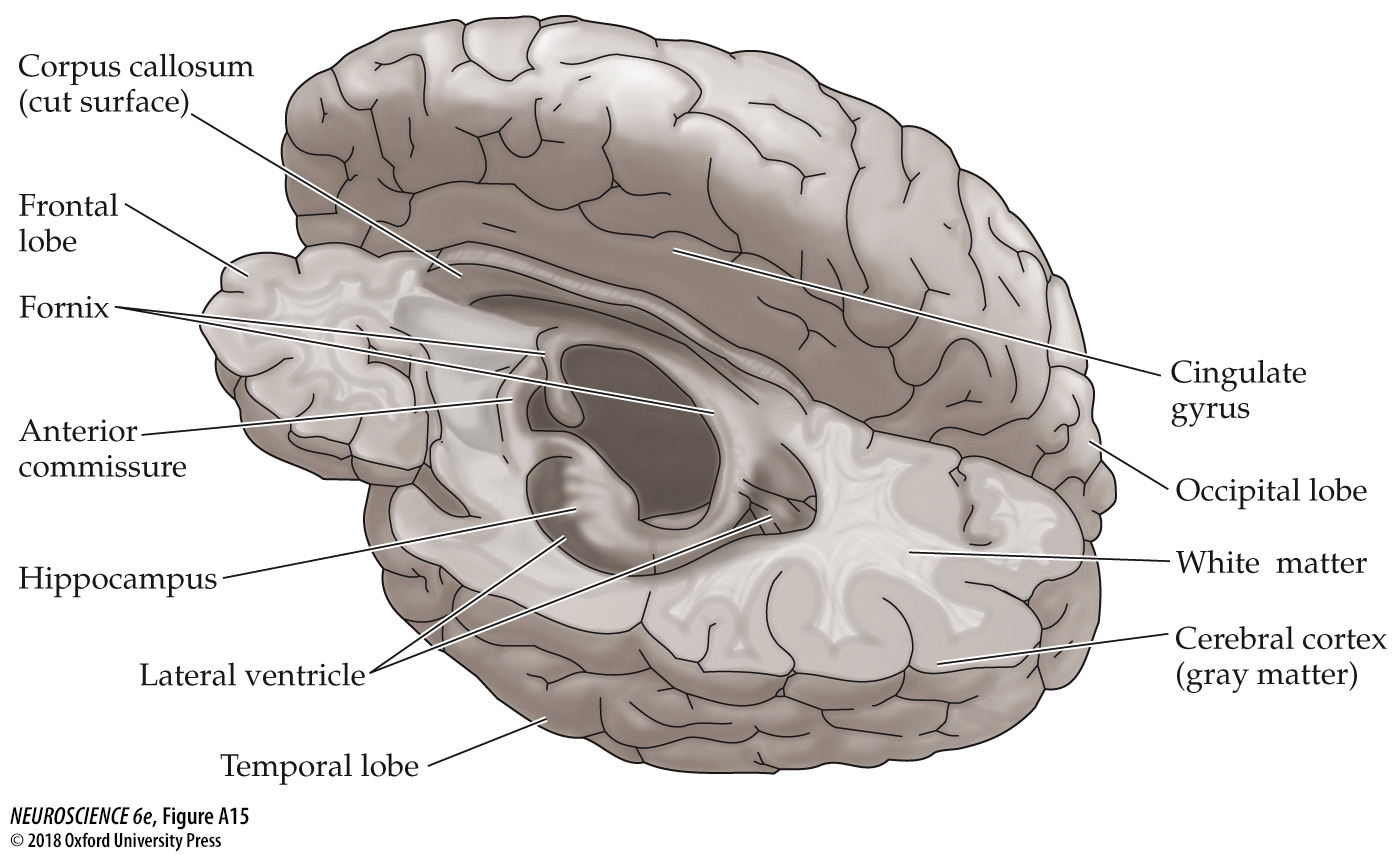 Corpus callosum
(cut surface)
Frontal
lobe
Fornix
Anterior
commissure
Hippocampus
Lateral ventricle
Temporal lobe
Cingulate
gyrus
Occipital lobe
White matter
Cerebral cortex
(gray matter)
NEUROSCIENCE 6e, Figure A15
© 2018 Oxford University Press